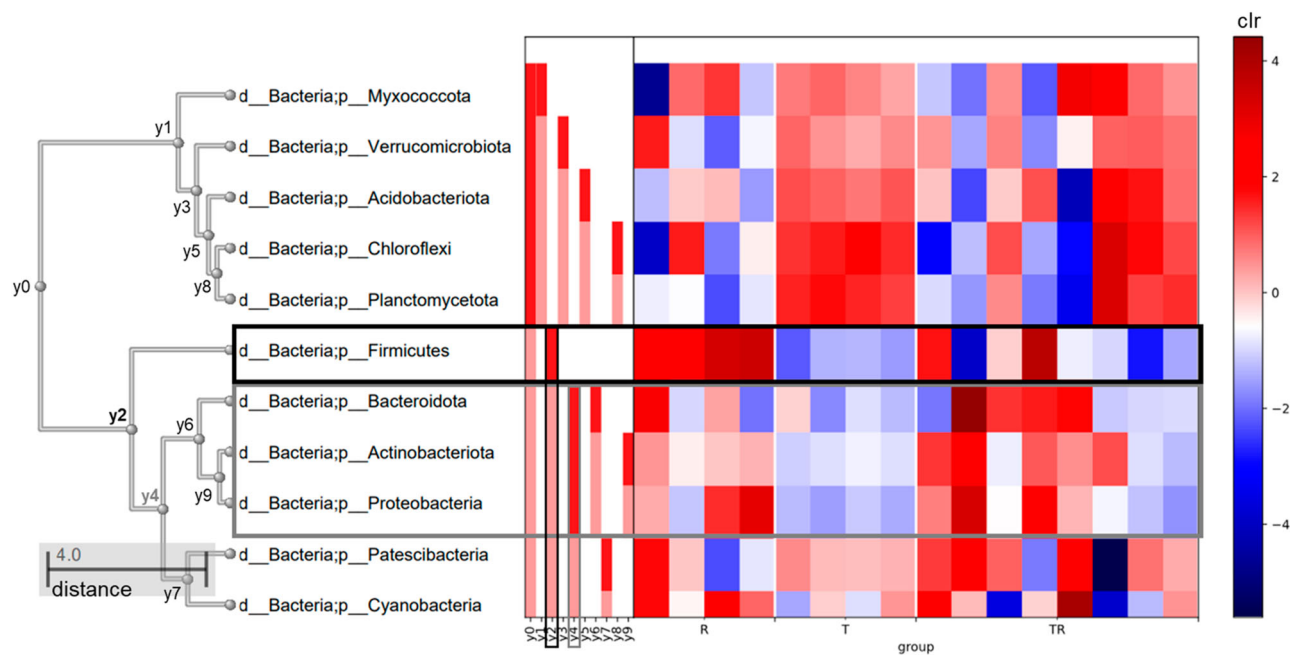 clr
d__Bacteria;p__Myxococcota
y1
d__Bacteria;p__Verrucomicrobiota
y3
d__Bacteria;p__Acidobacteriota
y5
d__Bacteria;p__Chloroflexi
y8
d__Bacteria;p__Planctomycetota
y0
d__Bacteria;p__Firmicutes
y2
d__Bacteria;p__Bacteroidota
y6
d__Bacteria;p__Actinobacteriota
y4
y9
d__Bacteria;p__Proteobacteria
d__Bacteria;p__Patescibacteria
4.0
distance
y7
d__Bacteria;p__Cyanobacteria
y0 y1 y2 y3 y4 y5 y6 y7 y8 y9
R T TR
group
4
2
0
−2
−4